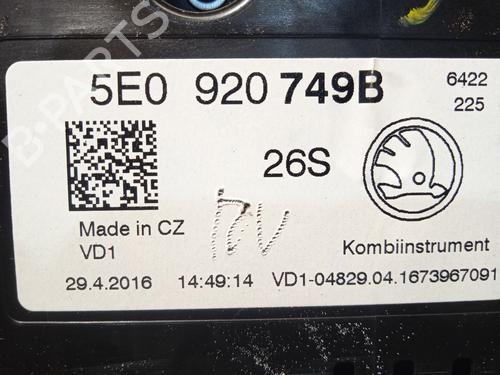 5E0 920 749B
6422
225
26S
Made in CZ
VD1
Kombiinstrument
29.4.2016 14:49:14 VD1-04829.04.1673967091
B-PARTS